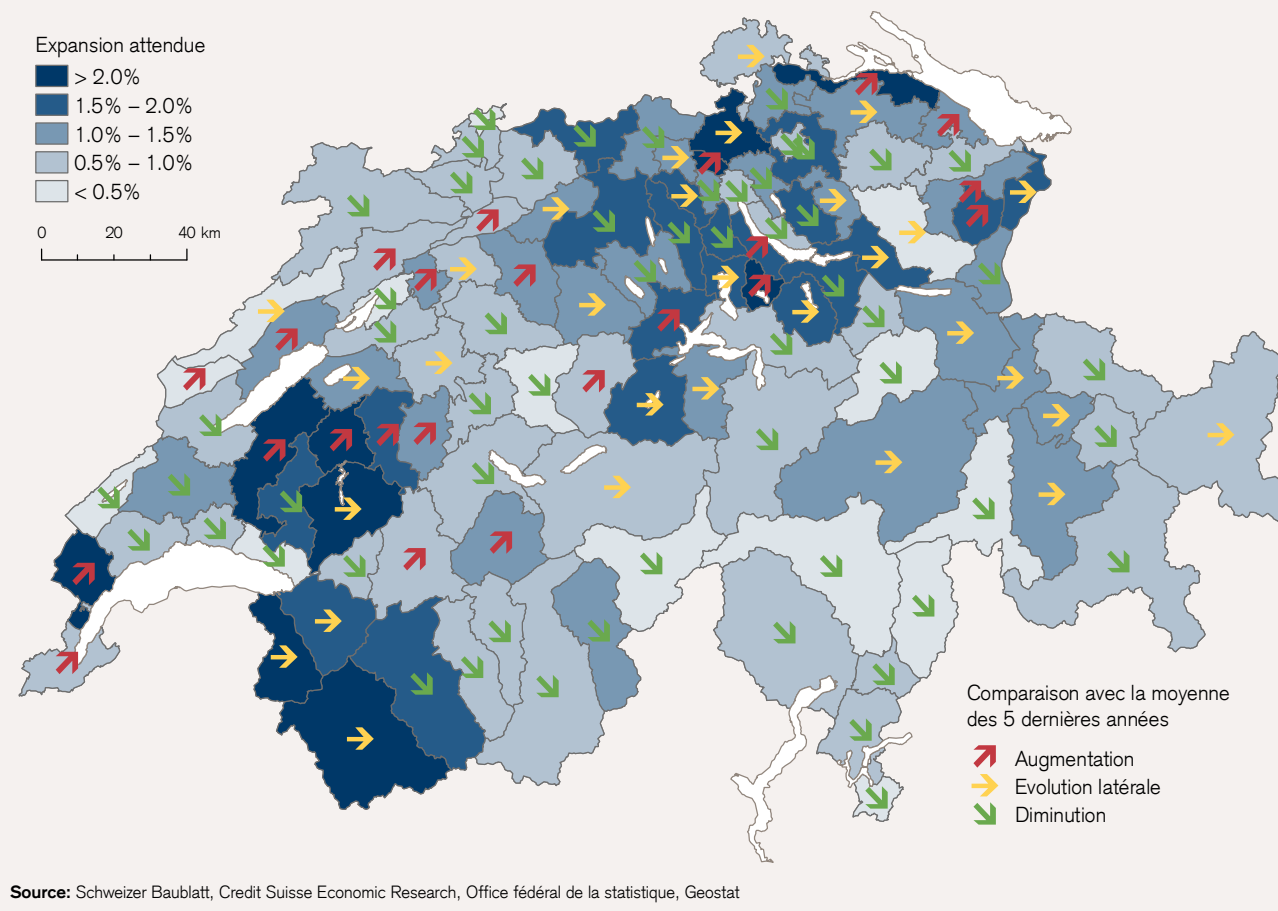 Expansion attendue
> 2.0%
1.5% – 2.0%
1.0% – 1.5%
0.5% – 1.0%
< 0.5%
0 20 40 km
Comparaison avec la moyenne
des 5 dernières années
Augmentation
Evolution latérale
Diminution
Source: Schweizer Baublatt, Credit Suisse Economic Research, Office fédéral de la statistique, Geostat